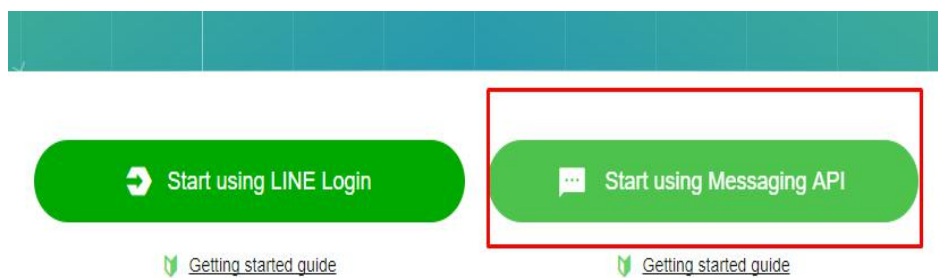 Start using LINE Login
Start using Messaging API
Getting started guide
Getting started guide